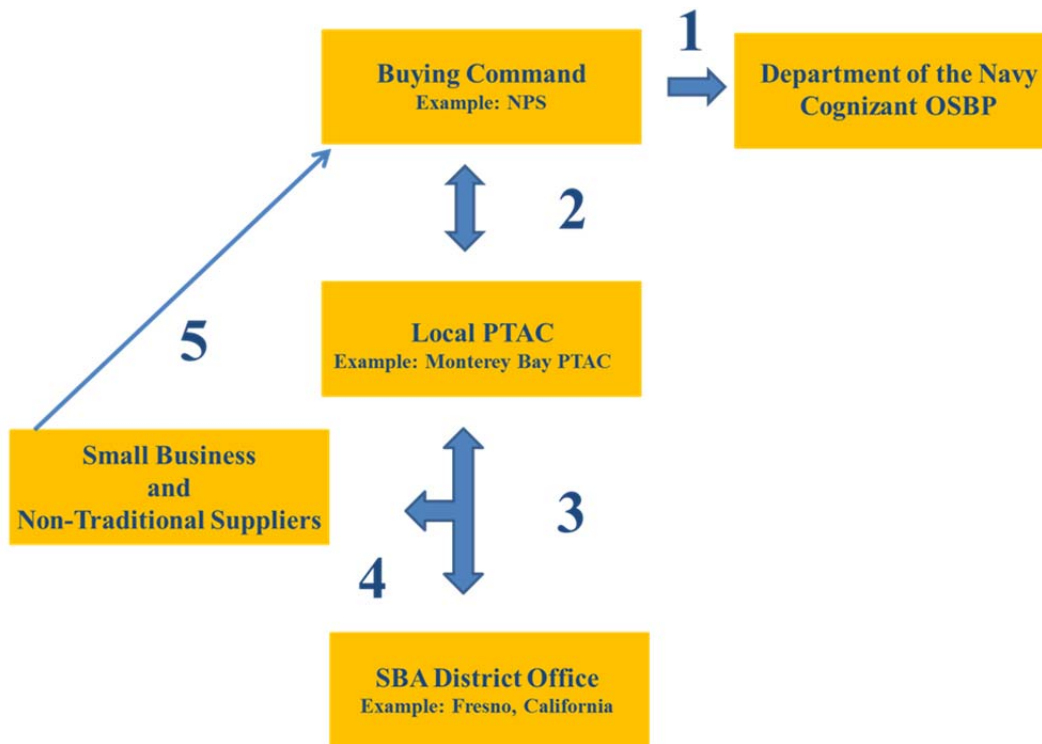 1
Buying Command
Example: NPS
Department of the Navy
Cognizant OSBP
2
Local PTAC
Example: Monterey Bay PTAC
5
Small Business
and
Non-Traditional Suppliers
3
4
SBA District Office
Example: Fresno, California